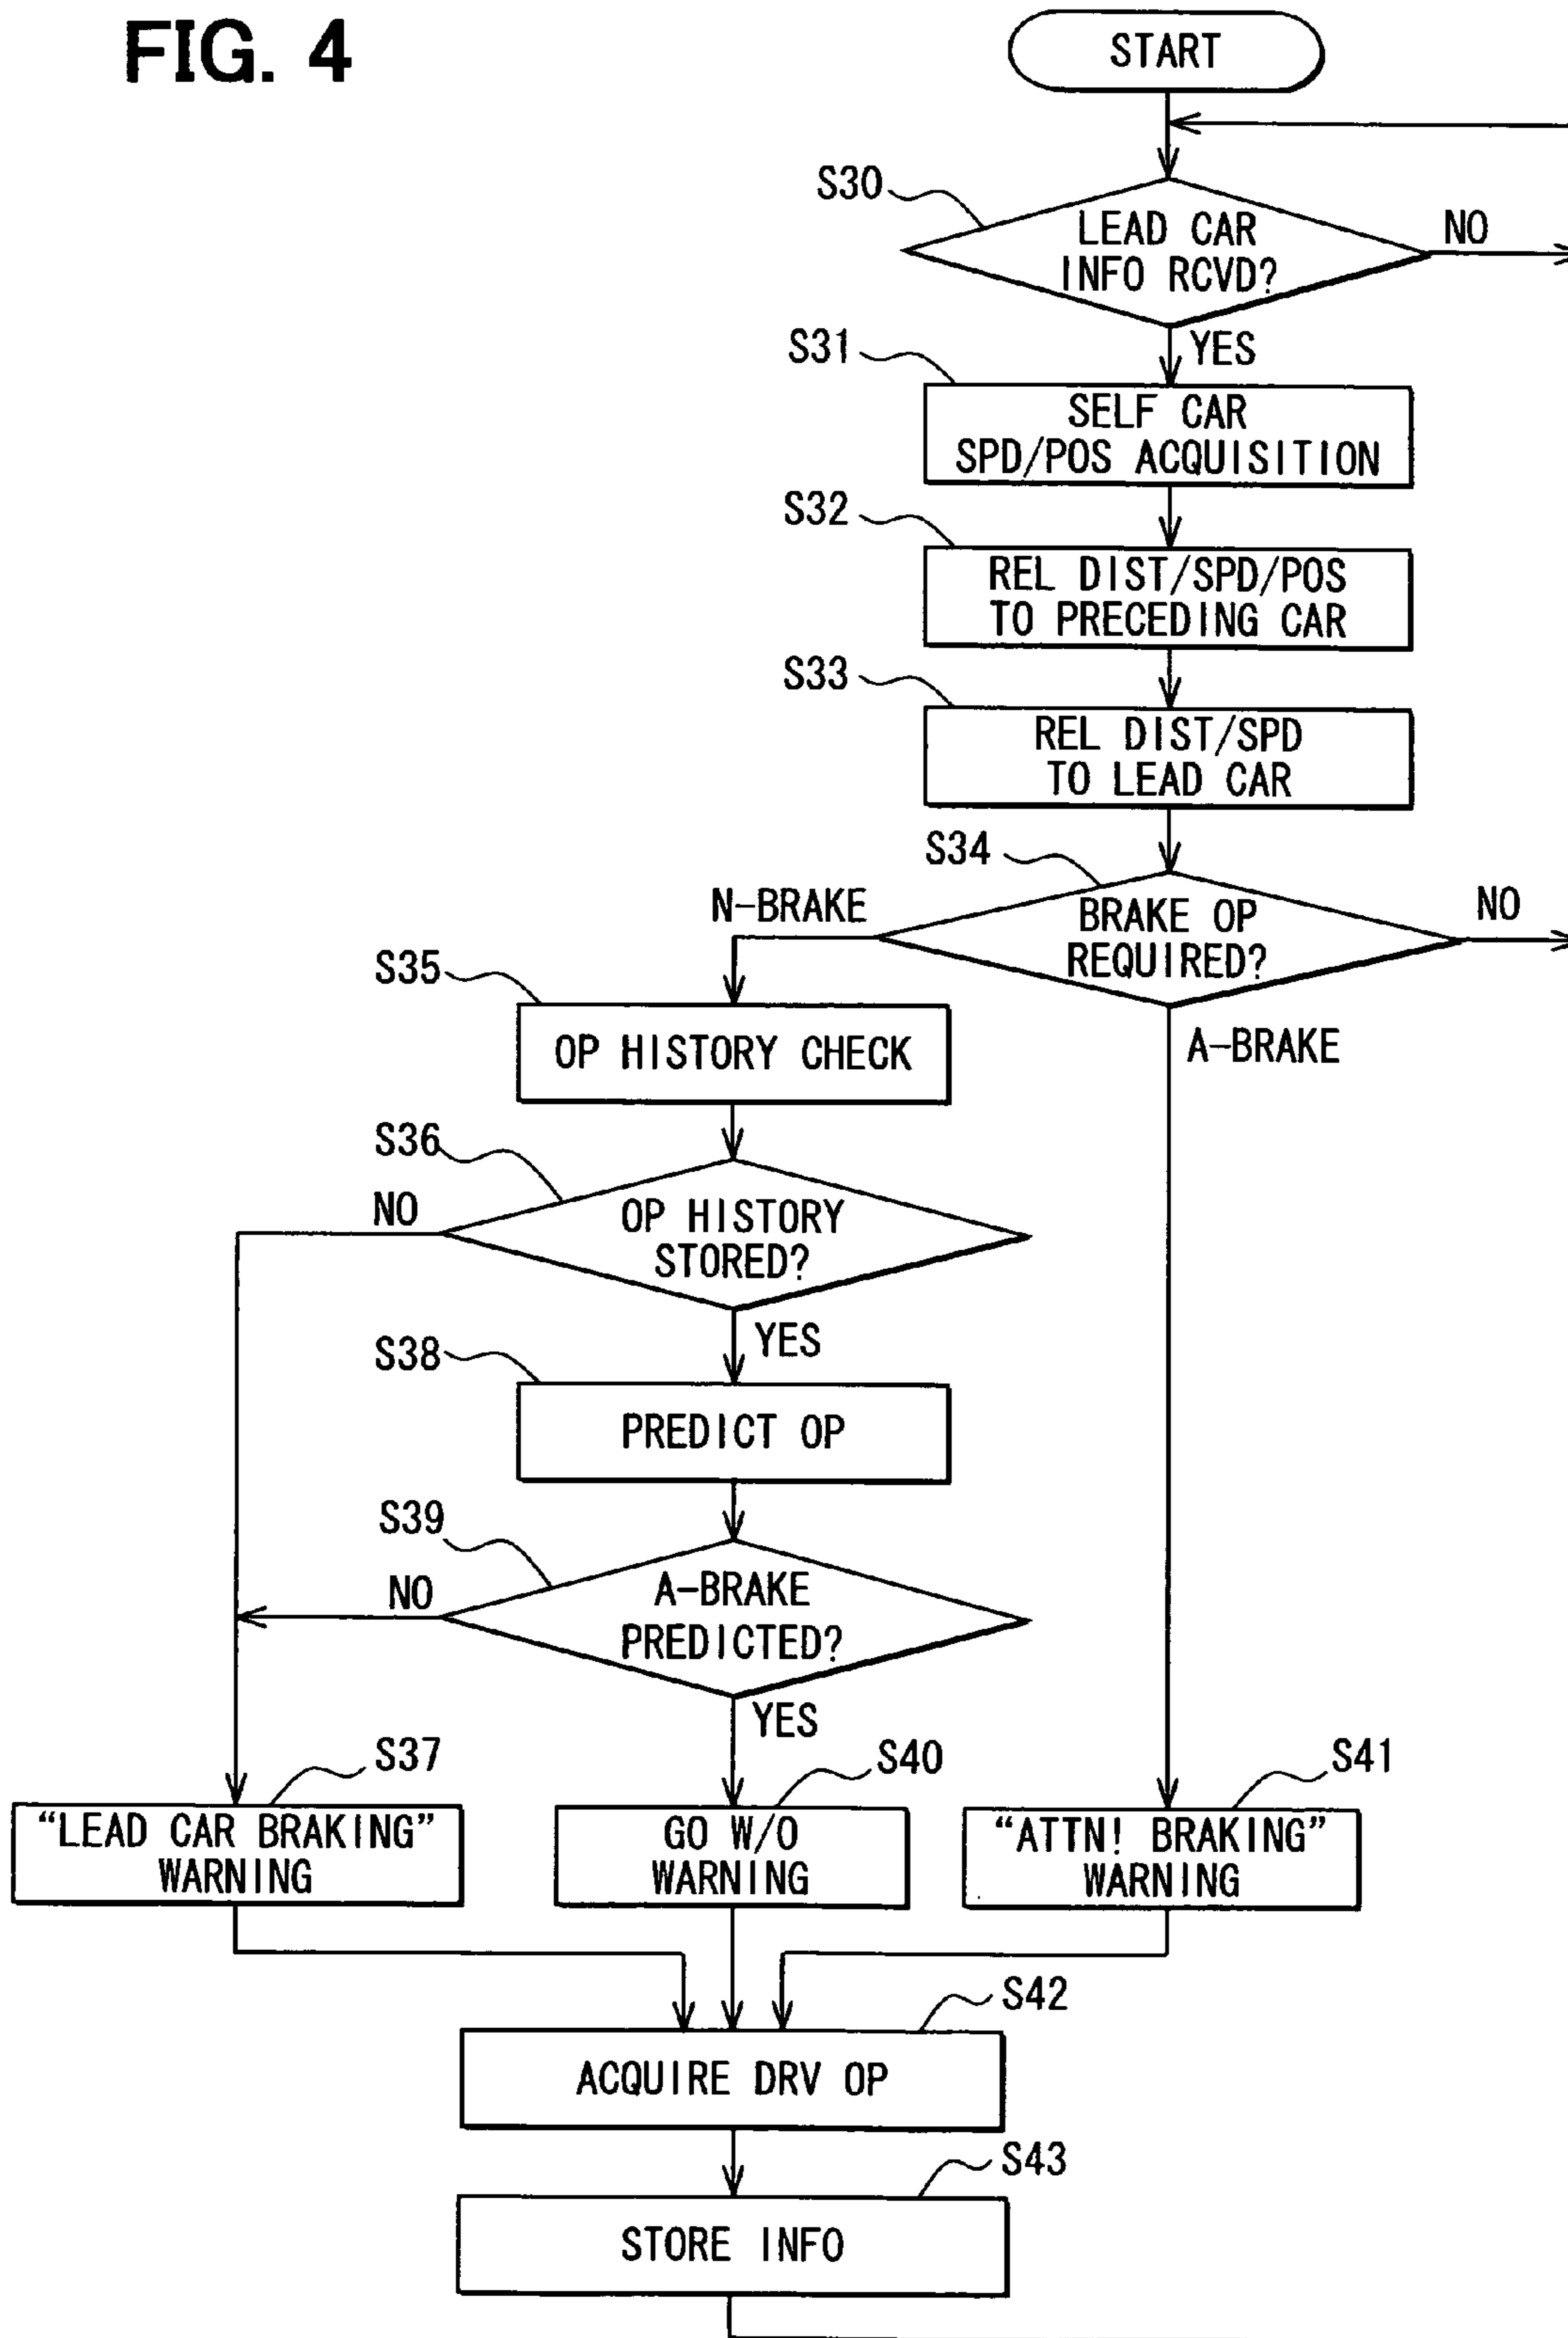 FIG. 4
START
S30
LEAD CAR
INFO RCVD?
NO
YES
S31
SELF CAR
SPD/POS ACQUISITION
S32
REL DIST/SPD/POS
TO PRECEDING CAR
S33
REL DIST/SPD
TO LEAD CAR
S34
BRAKE OP
REQUIRED?
N-BRAKE
NO
A-BRAKE
S35
OP HISTORY CHECK
S36
OP HISTORY
STORED?
NO
YES
S38
PREDICT OP
S39
A-BRAKE
PREDICTED?
NO
YES
S37
“LEAD CAR BRAKING”
WARNING
S40
GO W/O
WARNING
S41
“ATTN! BRAKING”
WARNING
S42
ACQUIRE DRV OP
S43
STORE INFO